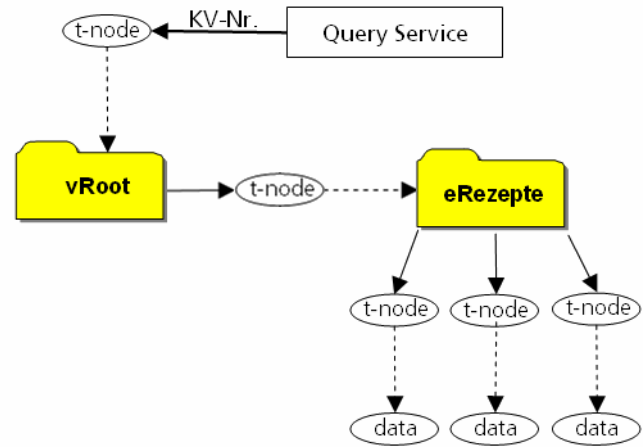 t-node
KV-Nr.
Query Service
vRoot
t-node
eRezepte
t-node
t-node
t-node
data
data
data